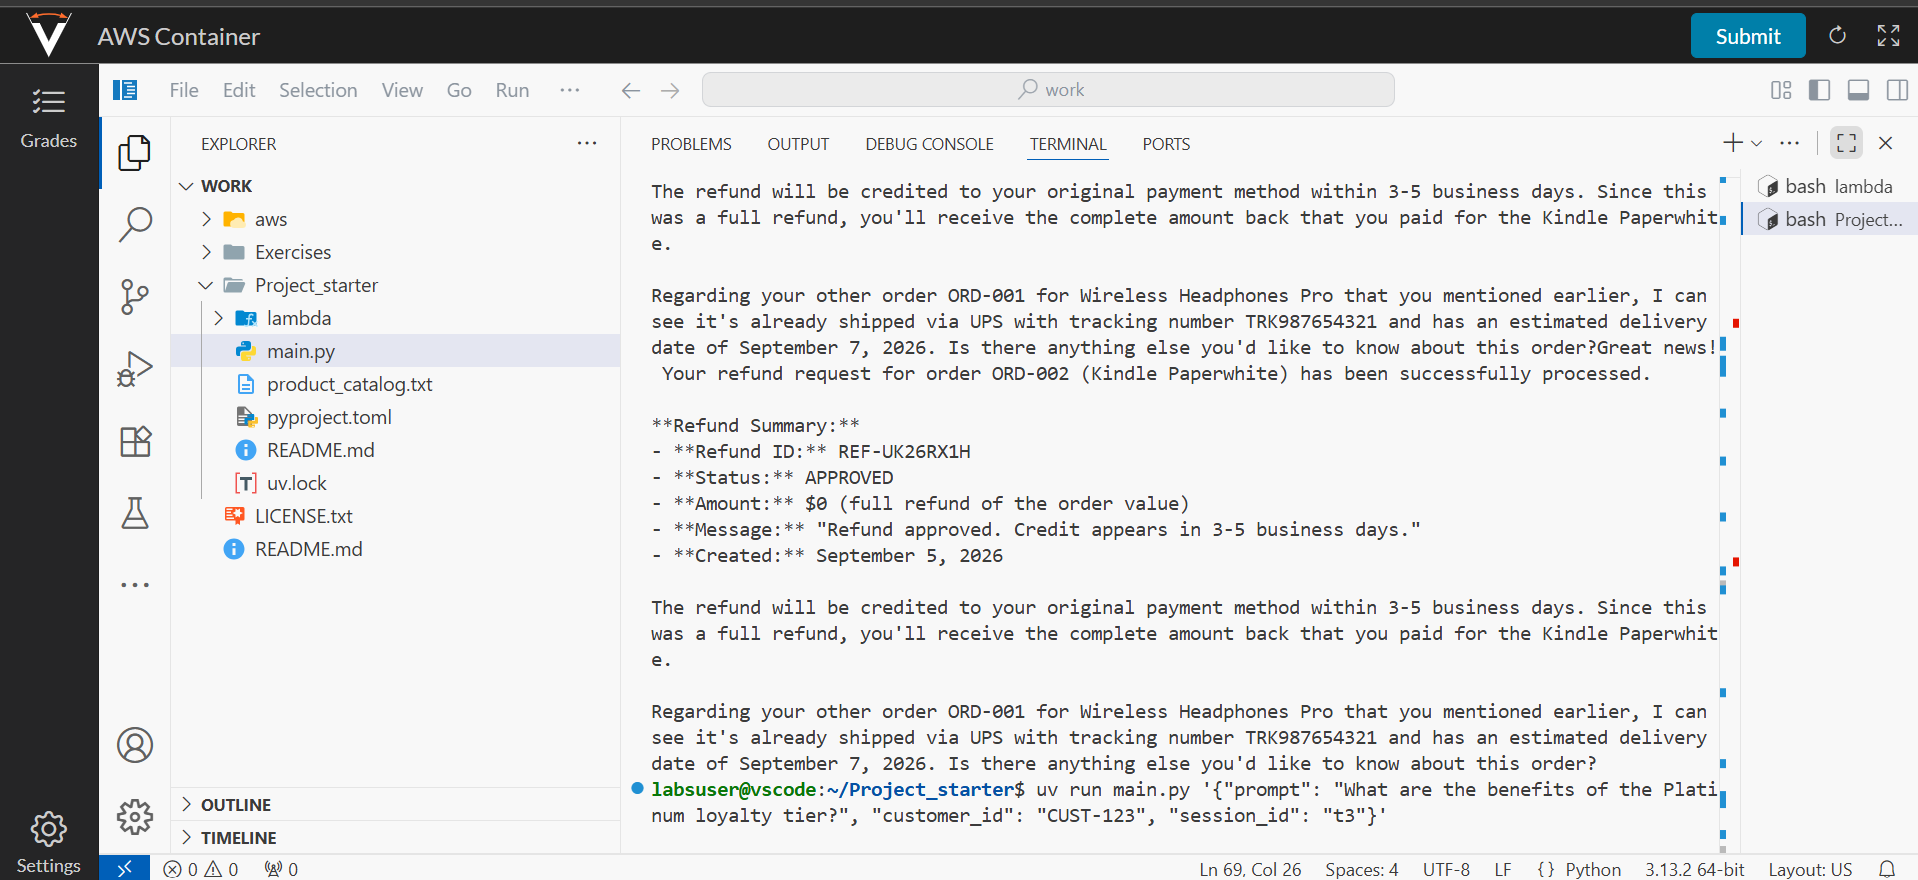 AWS Container
Submit
Grades
Settings
File Edit Selection View Go Run ···
work
EXPLORER
WORK
aws
Exercises
Project_starter
lambda
main.py
product_catalog.txt
pyproject.toml
README.md
uv.lock
LICENSE.txt
README.md
OUTLINE
TIMELINE
PROBLEMS OUTPUT DEBUG CONSOLE TERMINAL PORTS
The refund will be credited to your original payment method within 3-5 business days. Since this
was a full refund, you'll receive the complete amount back that you paid for the Kindle Paperwhit
e.
Regarding your other order ORD-001 for Wireless Headphones Pro that you mentioned earlier, I can
see it's already shipped via UPS with tracking number TRK987654321 and has an estimated delivery
date of September 7, 2026. Is there anything else you'd like to know about this order?Great news!
Your refund request for order ORD-002 (Kindle Paperwhite) has been successfully processed.
**Refund Summary:**
- **Refund ID:** REF-UK26RX1H
- **Status:** APPROVED
- **Amount:** $0 (full refund of the order value)
- **Message:** "Refund approved. Credit appears in 3-5 business days."
- **Created:** September 5, 2026
The refund will be credited to your original payment method within 3-5 business days. Since this
was a full refund, you'll receive the complete amount back that you paid for the Kindle Paperwhit
e.
Regarding your other order ORD-001 for Wireless Headphones Pro that you mentioned earlier, I can
see it's already shipped via UPS with tracking number TRK987654321 and has an estimated delivery
date of September 7, 2026. Is there anything else you'd like to know about this order?
labsuser@vscode:~/Project_starter$ uv run main.py '{"prompt": "What are the benefits of the Plati
num loyalty tier?", "customer_id": "CUST-123", "session_id": "t3"}'
bash lambda
bash Project...
0 0 0
Ln 69, Col 26 Spaces: 4 UTF-8 LF {} Python 3.13.2 64-bit Layout: US